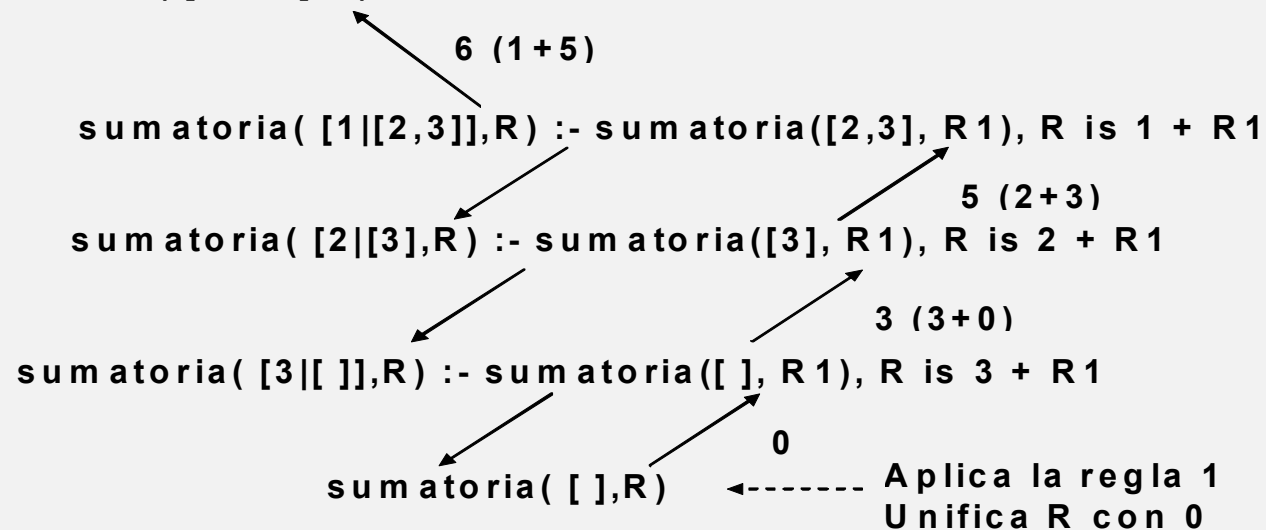 6 (1+5)
sumatoria( [1|[2,3]],R) :- sumatoria([2,3], R1), R is 1 + R1
5 (2+3)
sumatoria( [2|[3],R) :- sumatoria([3], R1), R is 2 + R1
3 (3+0)
sumatoria( [3|[ ]],R) :- sumatoria([ ], R1), R is 3 + R1
0
sumatoria( [ ],R)
Aplica la regla 1
Unifica R con 0